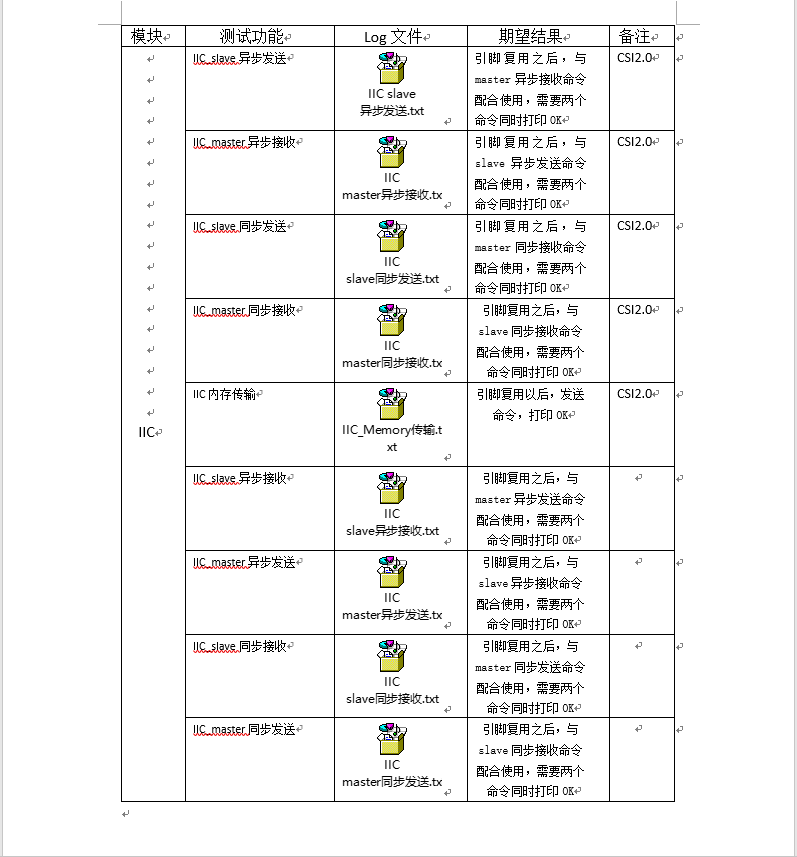 模块 测试功能 Log 文件 期望结果 备注
IIC
IIC_slave 异步发送
IIC slave
异步发送.txt
引脚复用之后，与
master 异步接收命令
配合使用，需要两个
命令同时打印 OK
CSI2.0
IIC_master 异步接收
IIC
master异步接收.tx
引脚复用之后，与
slave 异步发送命令
配合使用，需要两个
命令同时打印 OK
CSI2.0
IIC_slave 同步发送
IIC
slave同步发送.txt
引脚复用之后，与
master 同步接收命令
配合使用，需要两个
命令同时打印 OK
CSI2.0
IIC_master 同步接收
IIC
master同步接收.tx
引脚复用之后，与
slave 同步接收命令
配合使用，需要两个
命令同时打印 OK
CSI2.0
IIC 内存传输
IIC_Memory传输.t
xt
引脚复用以后，发送
命令，打印 OK
CSI2.0
IIC_slave 异步接收
IIC
slave异步接收.txt
引脚复用之后，与
master 异步发送命令
配合使用，需要两个
命令同时打印 OK
IIC_master 异步发送
IIC
master异步发送.tx
引脚复用之后，与
slave 异步接收命令
配合使用，需要两个
命令同时打印 OK
IIC_slave 同步接收
IIC
slave同步接收.txt
引脚复用之后，与
master 同步发送命令
配合使用，需要两个
命令同时打印 OK
IIC_master 同步发送
IIC
master同步发送.tx
引脚复用之后，与
slave 同步接收命令
配合使用，需要两个
命令同时打印 OK